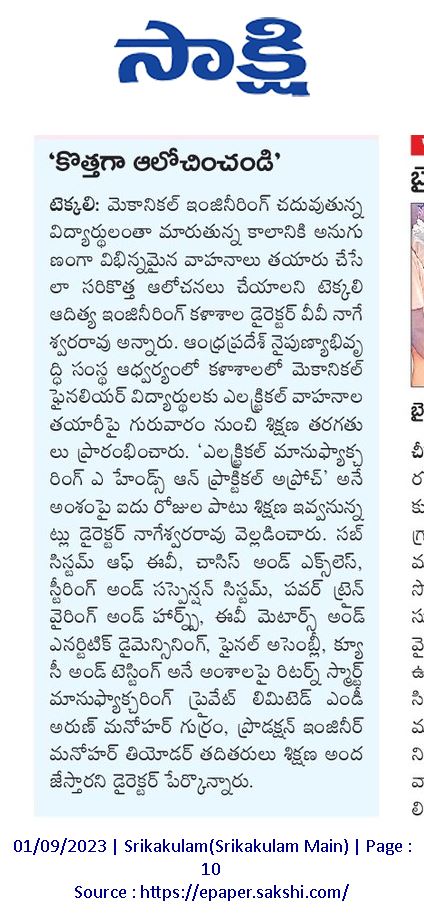 సాక్షి
‘కొత్తగా ఆలోచించండి’
టెక్కలి: మెకానికల్ ఇంజినీరింగ్ చదువుతున్న
విద్యార్థులంతా మారుతున్న కాలానికి అనుగు
ణంగా విభిన్నమైన వాహనాలు తయారు చేసే
లా సరికొత్త ఆలోచనలు చేయాలని టెక్కలి
ఆదిత్య ఇంజినీరింగ్ కళాశాల డైరెక్టర్ వీవీ నాగే
శ్వరరావు అన్నారు. ఆంధ్రప్రదేశ్ నైపుణ్యాభివృ
ద్ధి సంస్థ ఆధ్వర్యంలో కళాశాలలో మెకానికల్
ఫైనలియర్ విద్యార్థులకు ఎలక్ట్రికల్ వాహనాల
తయారీపై గురువారం నుంచి శిక్షణ తరగతు
లు ప్రారంభించారు. ‘ఎలక్ట్రికల్ మానుఫ్యాక్చ
రింగ్ ఎ హేండ్స్ ఆన్ ప్రాక్టికల్ అప్రోచ్’ అనే
అంశంపై ఐదు రోజుల పాటు శిక్షణ ఇవ్వనున్న
ట్లు డైరెక్టర్ నాగేశ్వరరావు వెల్లడించారు. సబ్
సిస్టమ్ ఆఫ్ ఈవీ, చాసిస్ అండ్ ఎక్స్‌లెస్,
స్టీరింగ్ అండ్ సస్పెన్షన్ సిస్టమ్, పవర్ ట్రైన్
వైరింగ్ అండ్ హార్న్స్, ఈవీ మెటార్స్ అండ్
ఎనర్జిటిక్ డైమెన్సినింగ్, ఫైనల్ అసెంబ్లీ, క్యూ
సీ అండ్ టెస్టింగ్ అనే అంశాలపై రిటర్న్ స్మార్ట్
మానుఫ్యాక్చరింగ్ ప్రైవేట్ లిమిటెడ్ ఎండీ
అరుణ్ మనోహర్ గుర్రం, ప్రొడక్షన్ ఇంజినీర్
మనోహర్ తియోడర్ తదితరులు శిక్షణ అంద
జేస్తారని డైరెక్టర్ పేర్కొన్నారు.
01/09/2023 | Srikakulam(Srikakulam Main) | Page :
10
Source : https://epaper.sakshi.com/